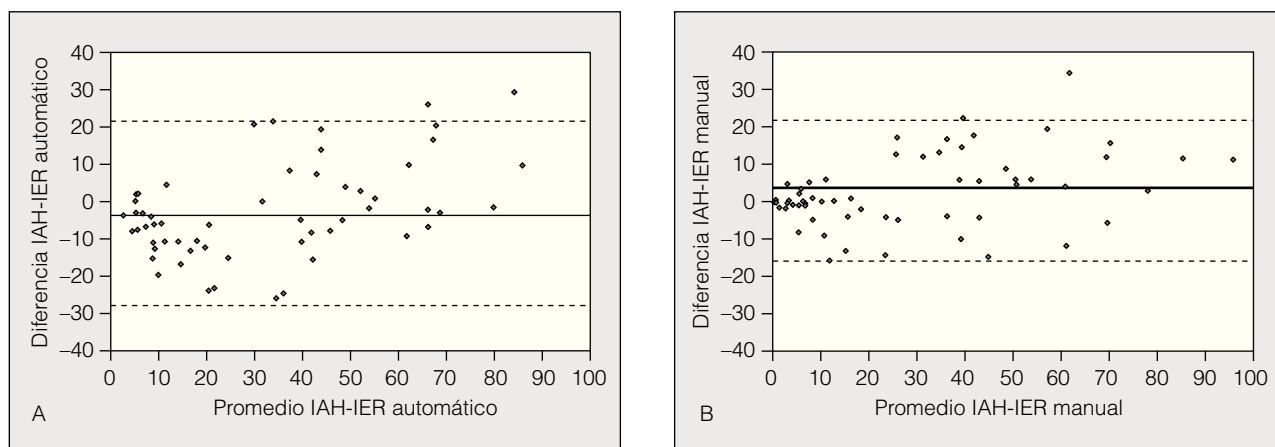 Diferencia IAH-IER automático
40
30
20
10
0
–10
–20
–30
–40
0 10 20 30 40 50 60 70 80 90 100
Promedio IAH-IER automático
A
Diferencia IAH-IER manual
40
30
20
10
0
–10
–20
–30
–40
0 10 20 30 40 50 60 70 80 90 100
Promedio IAH-IER manual
B